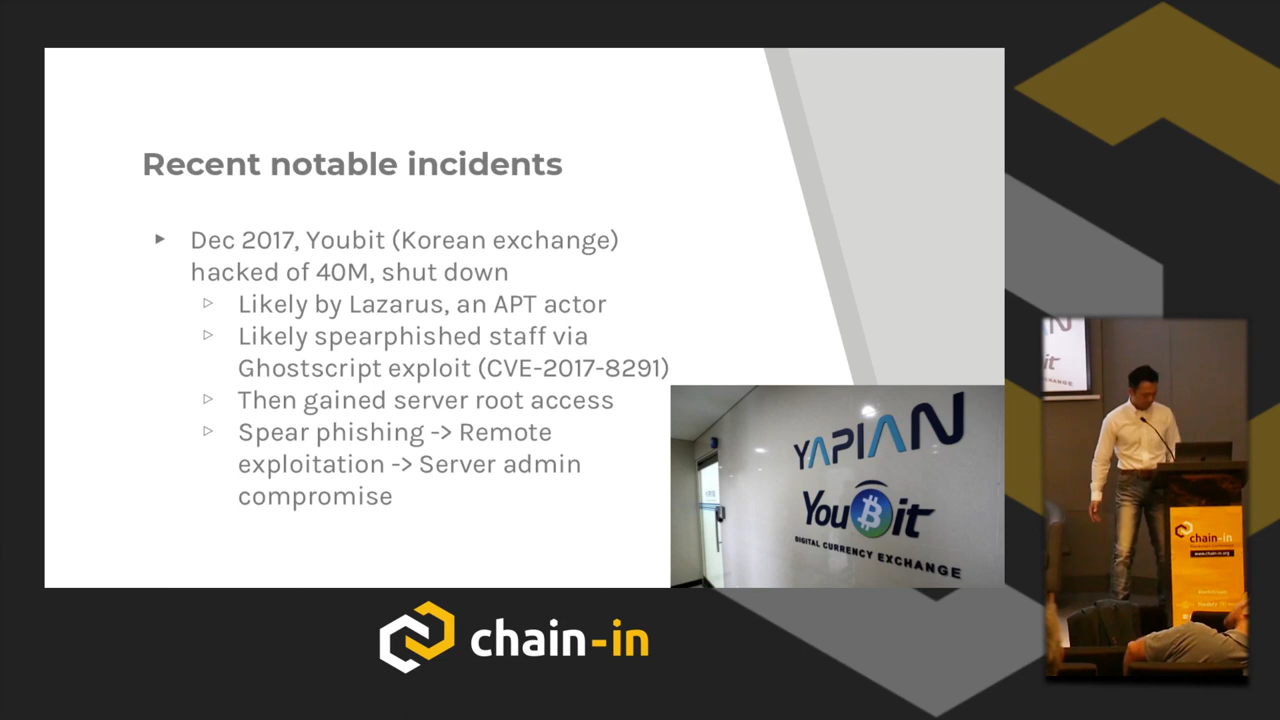 Recent notable incidents
▸ Dec 2017, Youbit (Korean exchange)
hacked of 40M, shut down
▹ Likely by Lazarus, an APT actor
▹ Likely spearphished staff via
Ghostscript exploit (CVE-2017-8291)
▹ Then gained server root access
▹ Spear phishing -> Remote
exploitation -> Server admin
compromise
YAPIAN
YouBit
DIGITAL CURRENCY EXCHANGE
chain-in
it
chain-in
www.chain-in.org